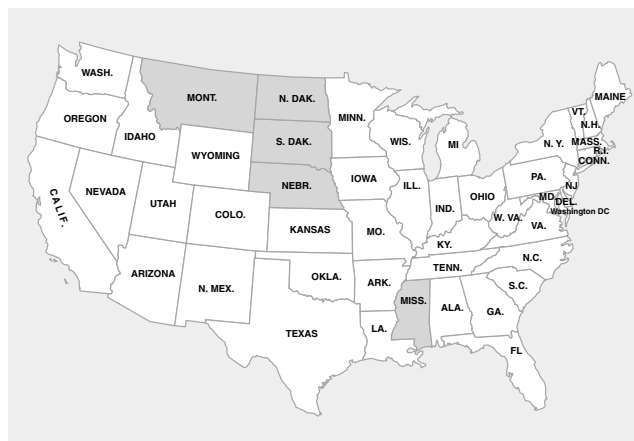 WASH.
MONT.
N. DAK.
MINN.
MAINE
OREGON
IDAHO
VT.
N.H.
S. DAK.
WIS.
MI
N. Y.
MASS.
R.I.
CONN.
WYOMING
NEBR.
IOWA
PA.
NJ
NEVADA
UTAH
COLO.
ILL.
IND.
OHIO
MD.
DEL.
Washington DC
CALIF.
KANSAS
MO.
W. VA.
VA.
KY.
ARIZONA
N. MEX.
OKLA.
ARK.
TENN.
N.C.
S.C.
MISS.
ALA.
GA.
TEXAS
LA.
FL